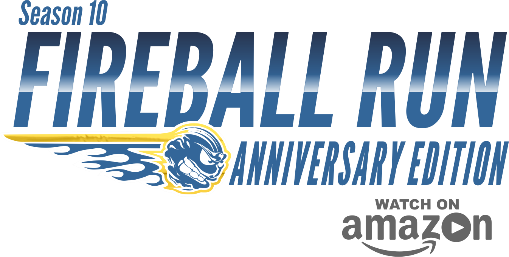 Season 10
FIREBALL RUN
ANNIVERSARY EDITION
WATCH ON
amazon